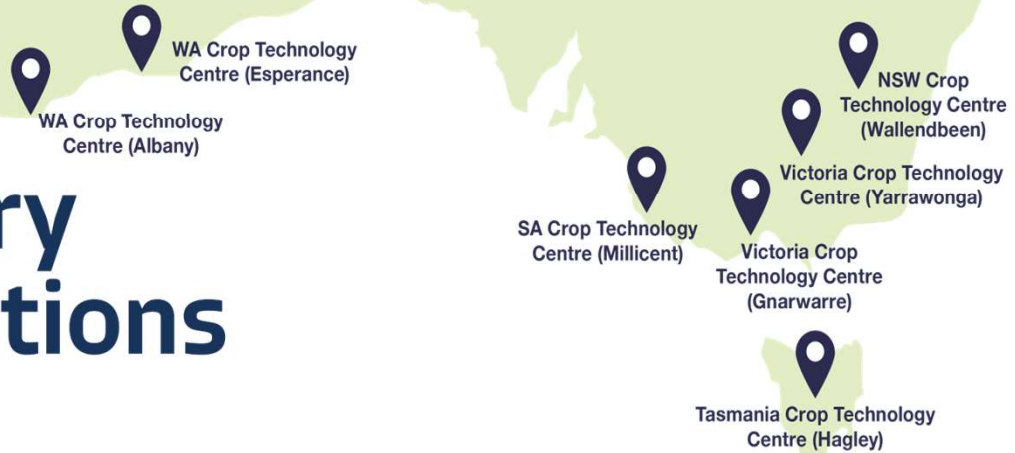 WA Crop Technology
Centre (Esperance)
WA Crop Technology
Centre (Albany)
NSW Crop
Technology Centre
(Wallendbeen)
Victoria Crop Technology
Centre (Yarrawonga)
SA Crop Technology
Centre (Millicent)
Victoria Crop
Technology Centre
(Gnarwarre)
Tasmania Crop Technology
Centre (Hagley)
ry
tions